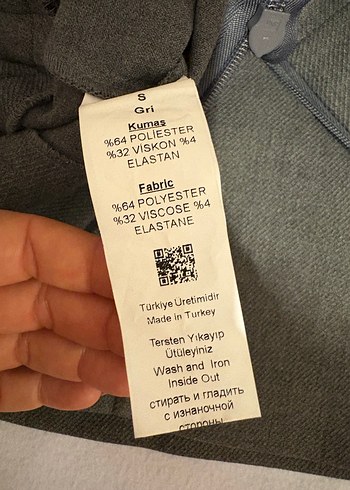 S
Gri
Kumaş
%64 POLİESTER
%32 VİSKON %4
ELASTAN
Fabric
%64 POLYESTER
%32 VISCOSE %4
ELASTANE
Türkiye Üretimidir
Made in Turkey
Tersten Yıkayıp
Ütüleyiniz
Wash and Iron
Inside Out
стирать и гладить
с изнаночной
стороны